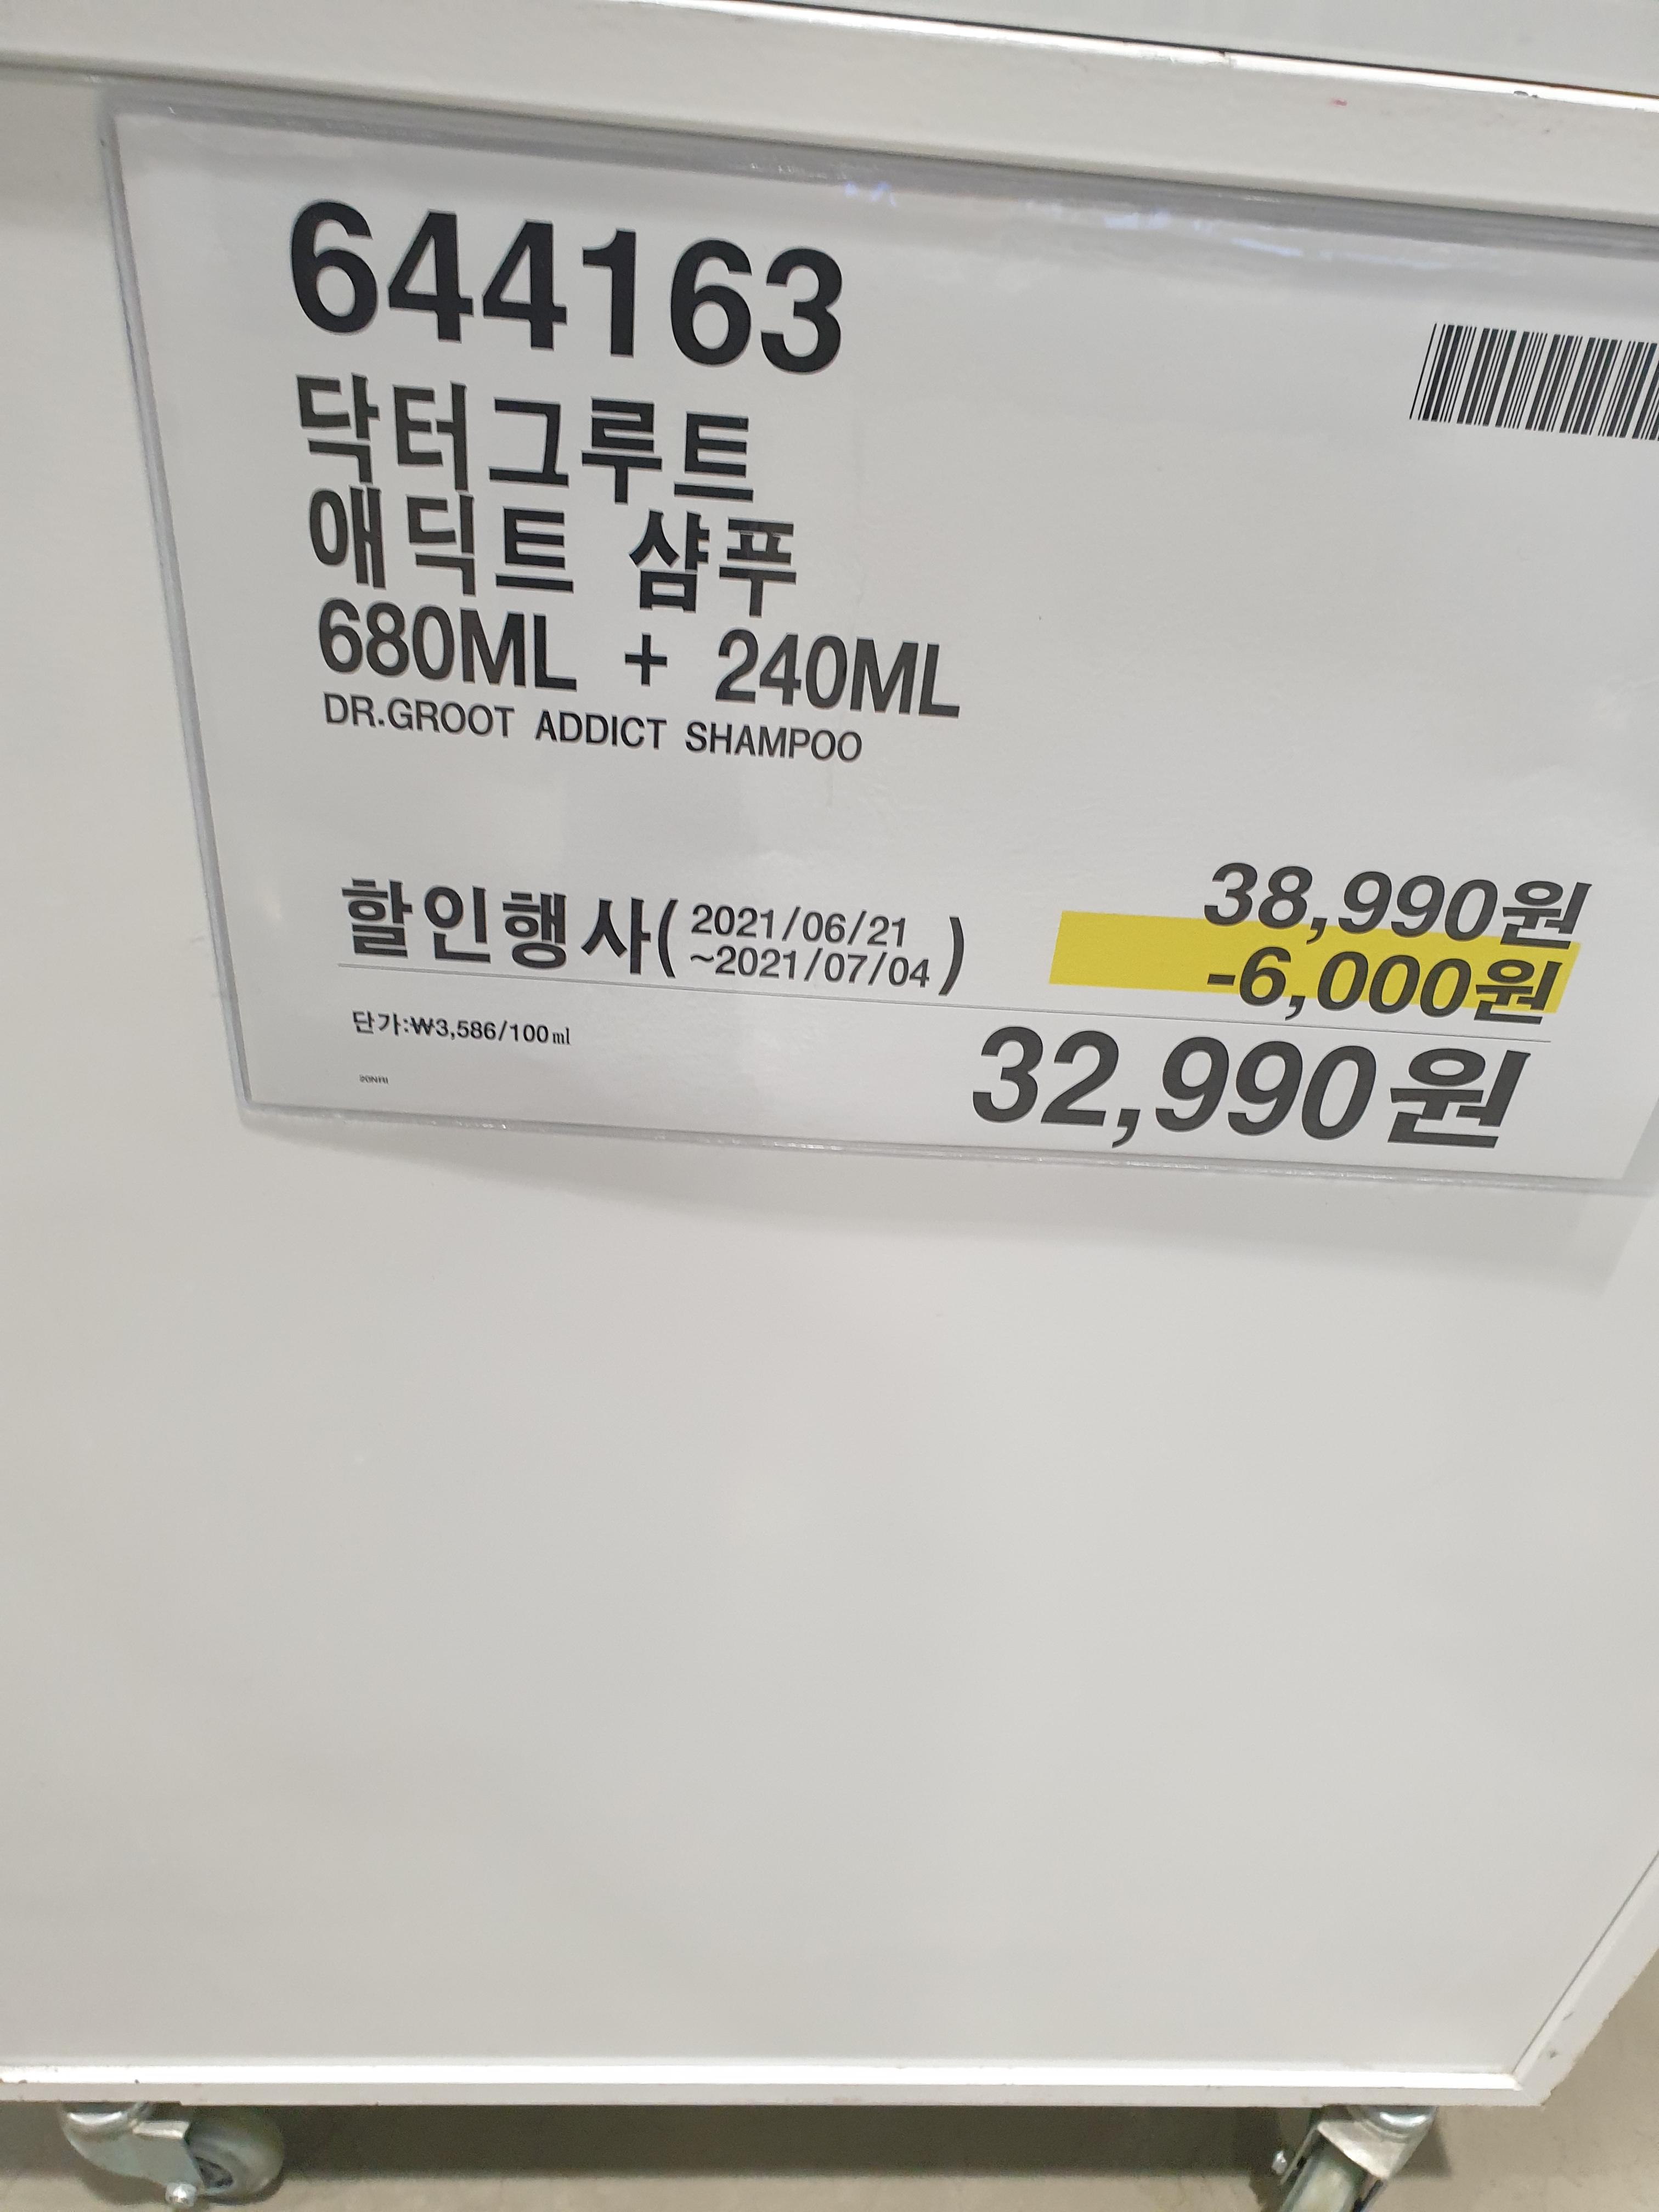 644163
닥터그루트
애딕트 샴푸
680ML + 240ML
DR.GROOT ADDICT SHAMPOO
38,990원
할인행사( 2021/06/21
~2021/07/04 )
-6,000원
단가:₩3,586/100㎖
32,990원